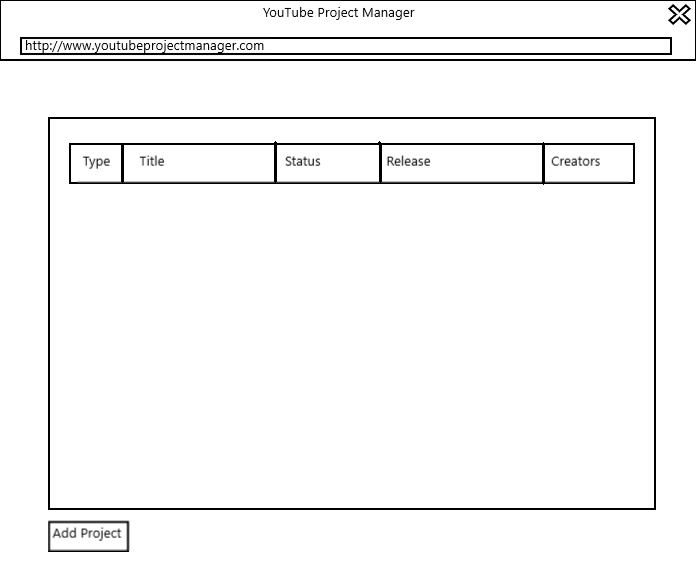 YouTube Project Manager
http://www.youtubeprojectmanager.com
Type Title Status Release Creators
Add Project